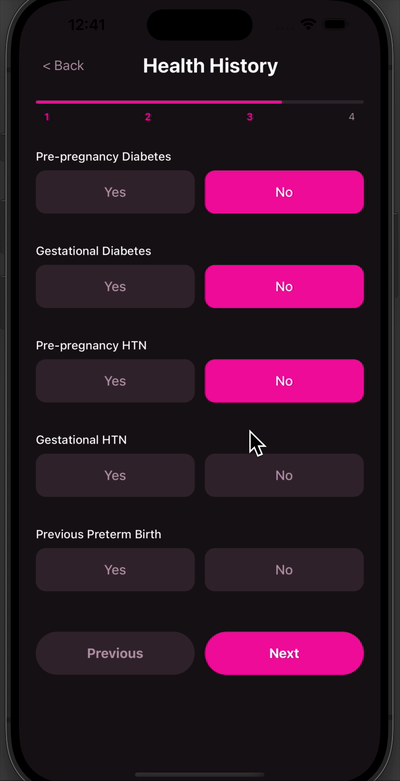 12:41
< Back Health History
1 2 3 4
Pre-pregnancy Diabetes
Yes No
Gestational Diabetes
Yes No
Pre-pregnancy HTN
Yes No
Gestational HTN
Yes No
Previous Preterm Birth
Yes No
Previous Next